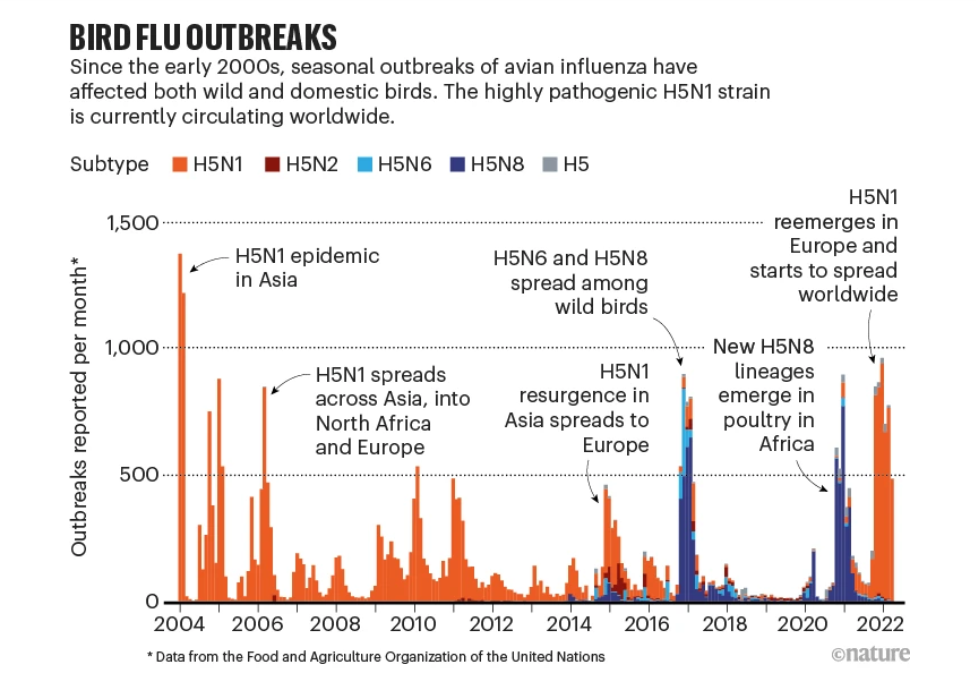 BIRD FLU OUTBREAKS
Since the early 2000s, seasonal outbreaks of avian influenza have
affected both wild and domestic birds. The highly pathogenic H5N1 strain
is currently circulating worldwide.
Subtype H5N1 H5N2 H5N6 H5N8 H5
Outbreaks reported per month*
1,500
1,000
500
0
H5N1 epidemic
in Asia
H5N1 spreads
across Asia, into
North Africa
and Europe
H5N1
resurgence in
Asia spreads to
Europe
H5N6 and H5N8
spread among
wild birds
New H5N8
lineages
emerge in
poultry in
Africa
H5N1
reemerges in
Europe and
starts to spread
worldwide
2004 2006 2008 2010 2012 2014 2016 2018 2020 2022
* Data from the Food and Agriculture Organization of the United Nations
©nature